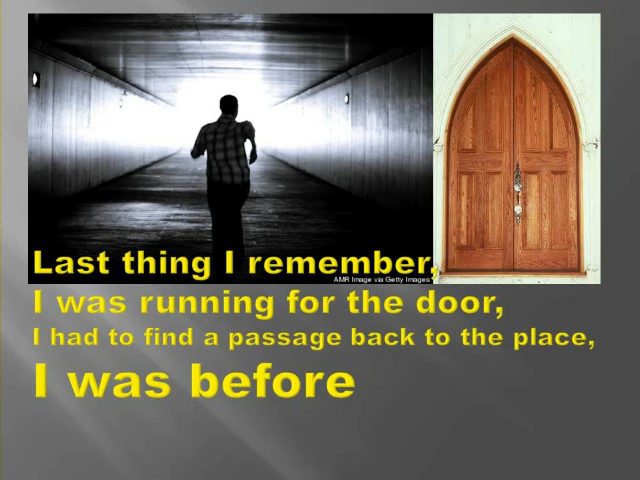 AMR Image via Getty Images
Last thing I remember,
I was running for the door,
I had to find a passage back to the place,
I was before